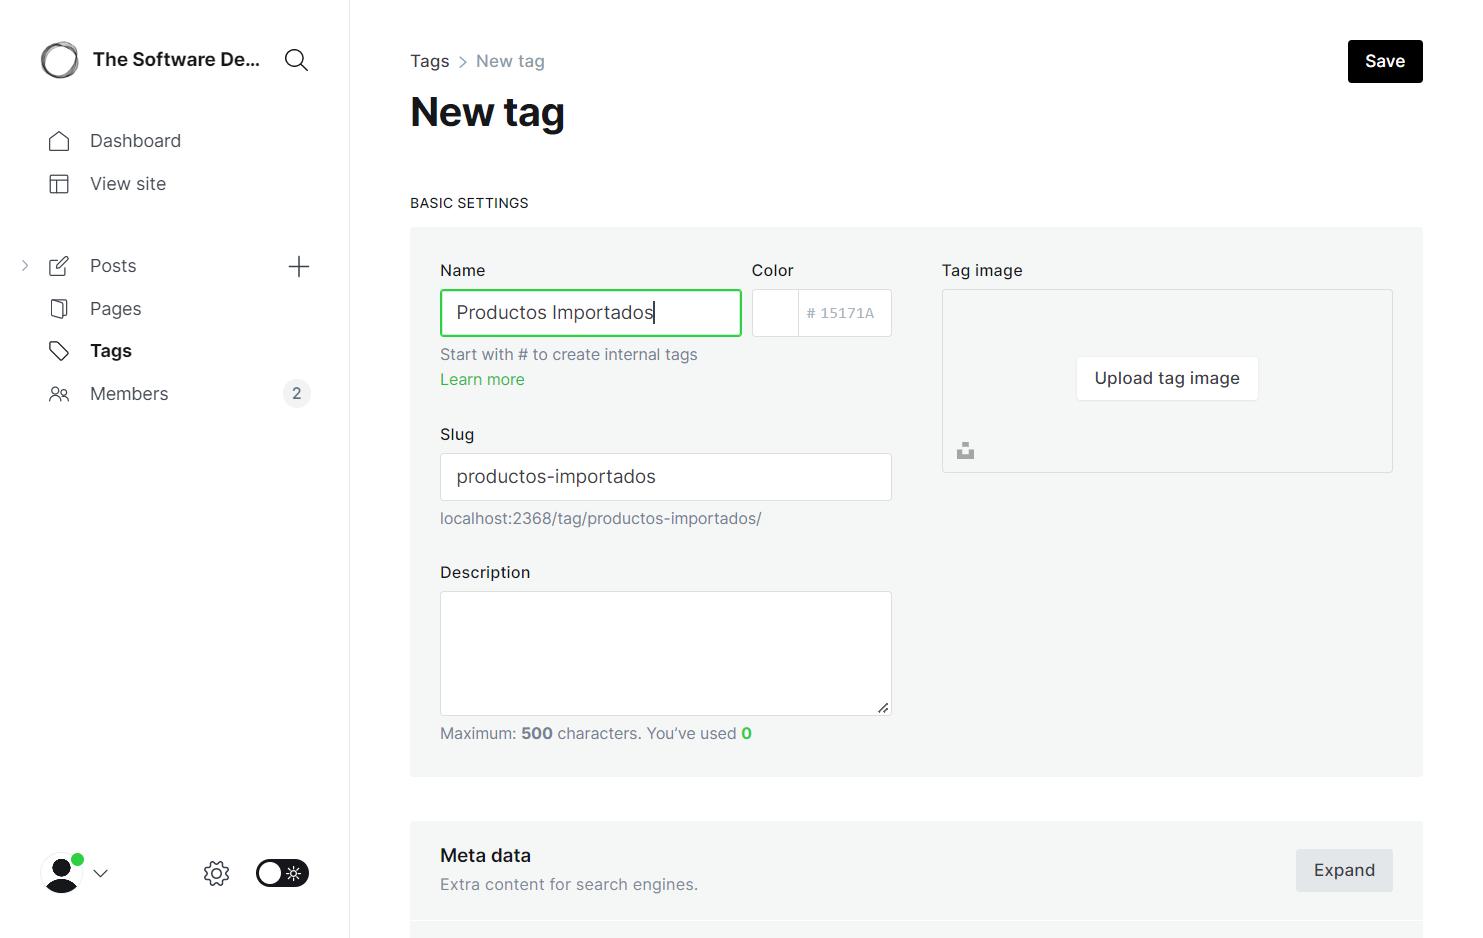 The Software De...
Dashboard
View site
Posts
Pages
Tags
Members
2
Tags > New tag
Save
New tag
BASIC SETTINGS
Name
Color
Tag image
Productos Importados
# 15171A
Start with # to create internal tags
Learn more
Upload tag image
Slug
productos-importados
localhost:2368/tag/productos-importados/
Description
Maximum: 500 characters. You’ve used 0
Meta data
Extra content for search engines.
Expand